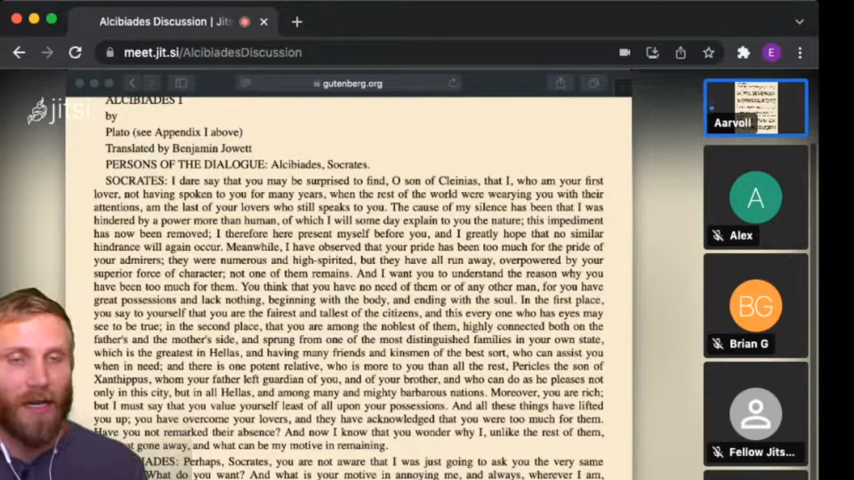 Alcibiades Discussion | Jits
meet.jit.si/AlcibiadesDiscussion
E
gutenberg.org
jitsi
ALCIBIADES I
by
Plato (see Appendix I above)
Translated by Benjamin Jowett
PERSONS OF THE DIALOGUE: Alcibiades, Socrates.
SOCRATES: I dare say that you may be surprised to find, O son of Cleinias, that I, who am your first
lover, not having spoken to you for many years, when the rest of the world were wearying you with their
attentions, am the last of your lovers who still speaks to you. The cause of my silence has been that I was
hindered by a power more than human, of which I will some day explain to you the nature; this impediment
has now been removed; I therefore here present myself before you, and I greatly hope that no similar
hindrance will again occur. Meanwhile, I have observed that your pride has been too much for the pride of
your admirers; they were numerous and high-spirited, but they have all run away, overpowered by your
superior force of character; not one of them remains. And I want you to understand the reason why you
have been too much for them. You think that you have no need of them or of any other man, for you have
great possessions and lack nothing, beginning with the body, and ending with the soul. In the first place,
you say to yourself that you are the fairest and tallest of the citizens, and this every one who has eyes may
see to be true; in the second place, that you are among the noblest of them, highly connected both on the
father's and the mother's side, and sprung from one of the most distinguished families in your own state,
which is the greatest in Hellas, and having many friends and kinsmen of the best sort, who can assist you
when in need; and there is one potent relative, who is more to you than all the rest, Pericles the son of
Xanthippus, whom your father left guardian of you, and of your brother, and who can do as he pleases not
only in this city, but in all Hellas, and among many and mighty barbarous nations. Moreover, you are rich;
but I must say that you value yourself least of all upon your possessions. And all these things have lifted
you up; you have overcome your lovers, and they have acknowledged that you were too much for them.
Have you not remarked their absence? And now I know that you wonder why I, unlike the rest of them,
not gone away, and what can be my motive in remaining.
ADES: Perhaps, Socrates, you are not aware that I was just going to ask you the very same
What do you want? And what is your motive in annoying me, and always, wherever I am,
Aarvoll
A
Alex
BG
Brian G
Fellow Jits...